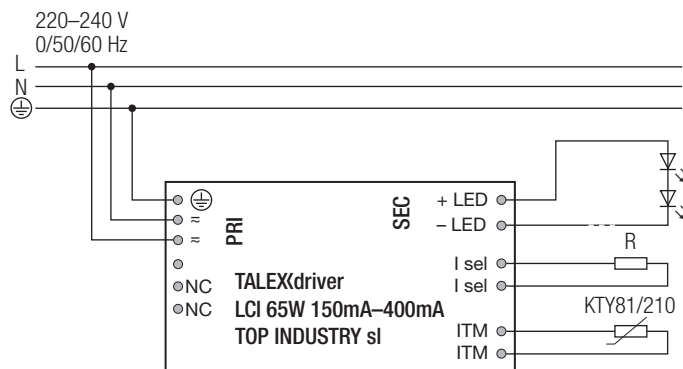 220–240 V
0/50/60 Hz
L
N
+ LED
≈
PRI
SEC
– LED
≈
I sel
R
I sel
NC
TALEXXdriver
KTY81/210
NC
LCI 65W 150mA–400mA
ITM
TOP INDUSTRY sl
ITM